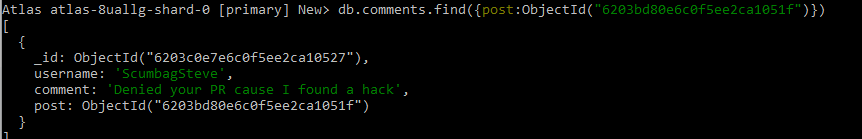 Atlas atlas-8uallg-shard-0 [primary] New> db.comments.find({post:ObjectId("6203bd80e6c0f5ee2ca1051f")})
[
  {
    _id: ObjectId("6203c0e7e6c0f5ee2ca10527"),
    username: 'ScumbagSteve',
    comment: 'Denied your PR cause I found a hack',
    post: ObjectId("6203bd80e6c0f5ee2ca1051f")
  }
]